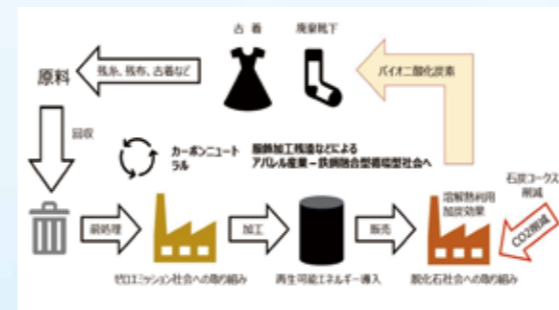 古 着
廃棄靴下
原料
残糸、残布、古着など
バイオ二酸化炭素
回収
カーボンニュート
ラル
服飾加工残渣などによる
アパレル産業－鉄鋼融合型循環型社会へ
石炭コークス
削減
溶解熱利用
加炭効果
前処理
加工
販売
CO2削減
ゼロエミッション社会への取り組み
再生可能エネルギー導入
脱化石社会への取り組み